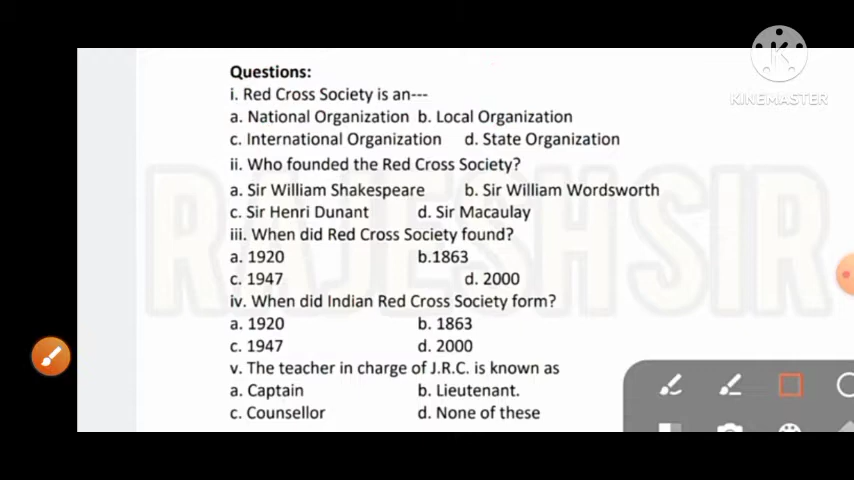 KINEMASTER
Questions:
i. Red Cross Society is an---
a. National Organization b. Local Organization
c. International Organization d. State Organization
ii. Who founded the Red Cross Society?
a. Sir William Shakespeare b. Sir William Wordsworth
c. Sir Henri Dunant d. Sir Macaulay
iii. When did Red Cross Society found?
a. 1920 b.1863
c. 1947 d. 2000
iv. When did Indian Red Cross Society form?
a. 1920 b. 1863
c. 1947 d. 2000
v. The teacher in charge of J.R.C. is known as
a. Captain b. Lieutenant.
c. Counsellor d. None of these
RAJESH SIR